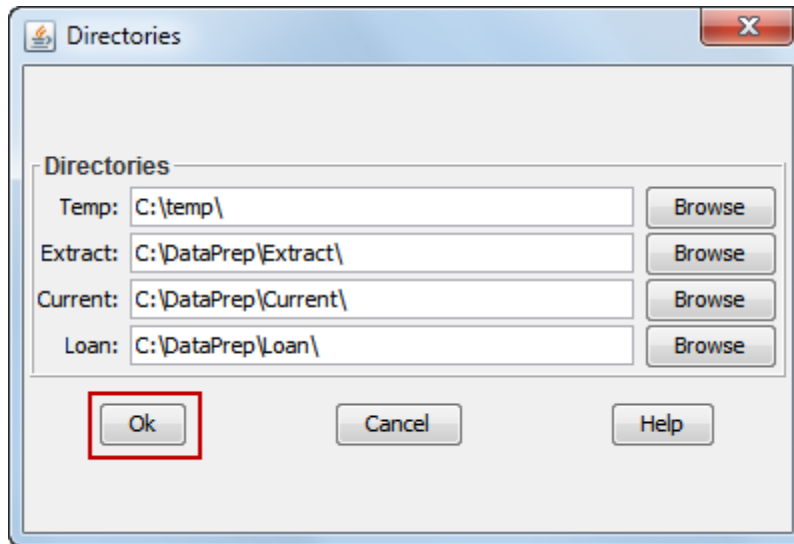 Directories
Directories
Temp: C:\temp\ Browse
Extract: C:\DataPrep\Extract\ Browse
Current: C:\DataPrep\Current\ Browse
Loan: C:\DataPrep\Loan\ Browse
Ok Cancel Help